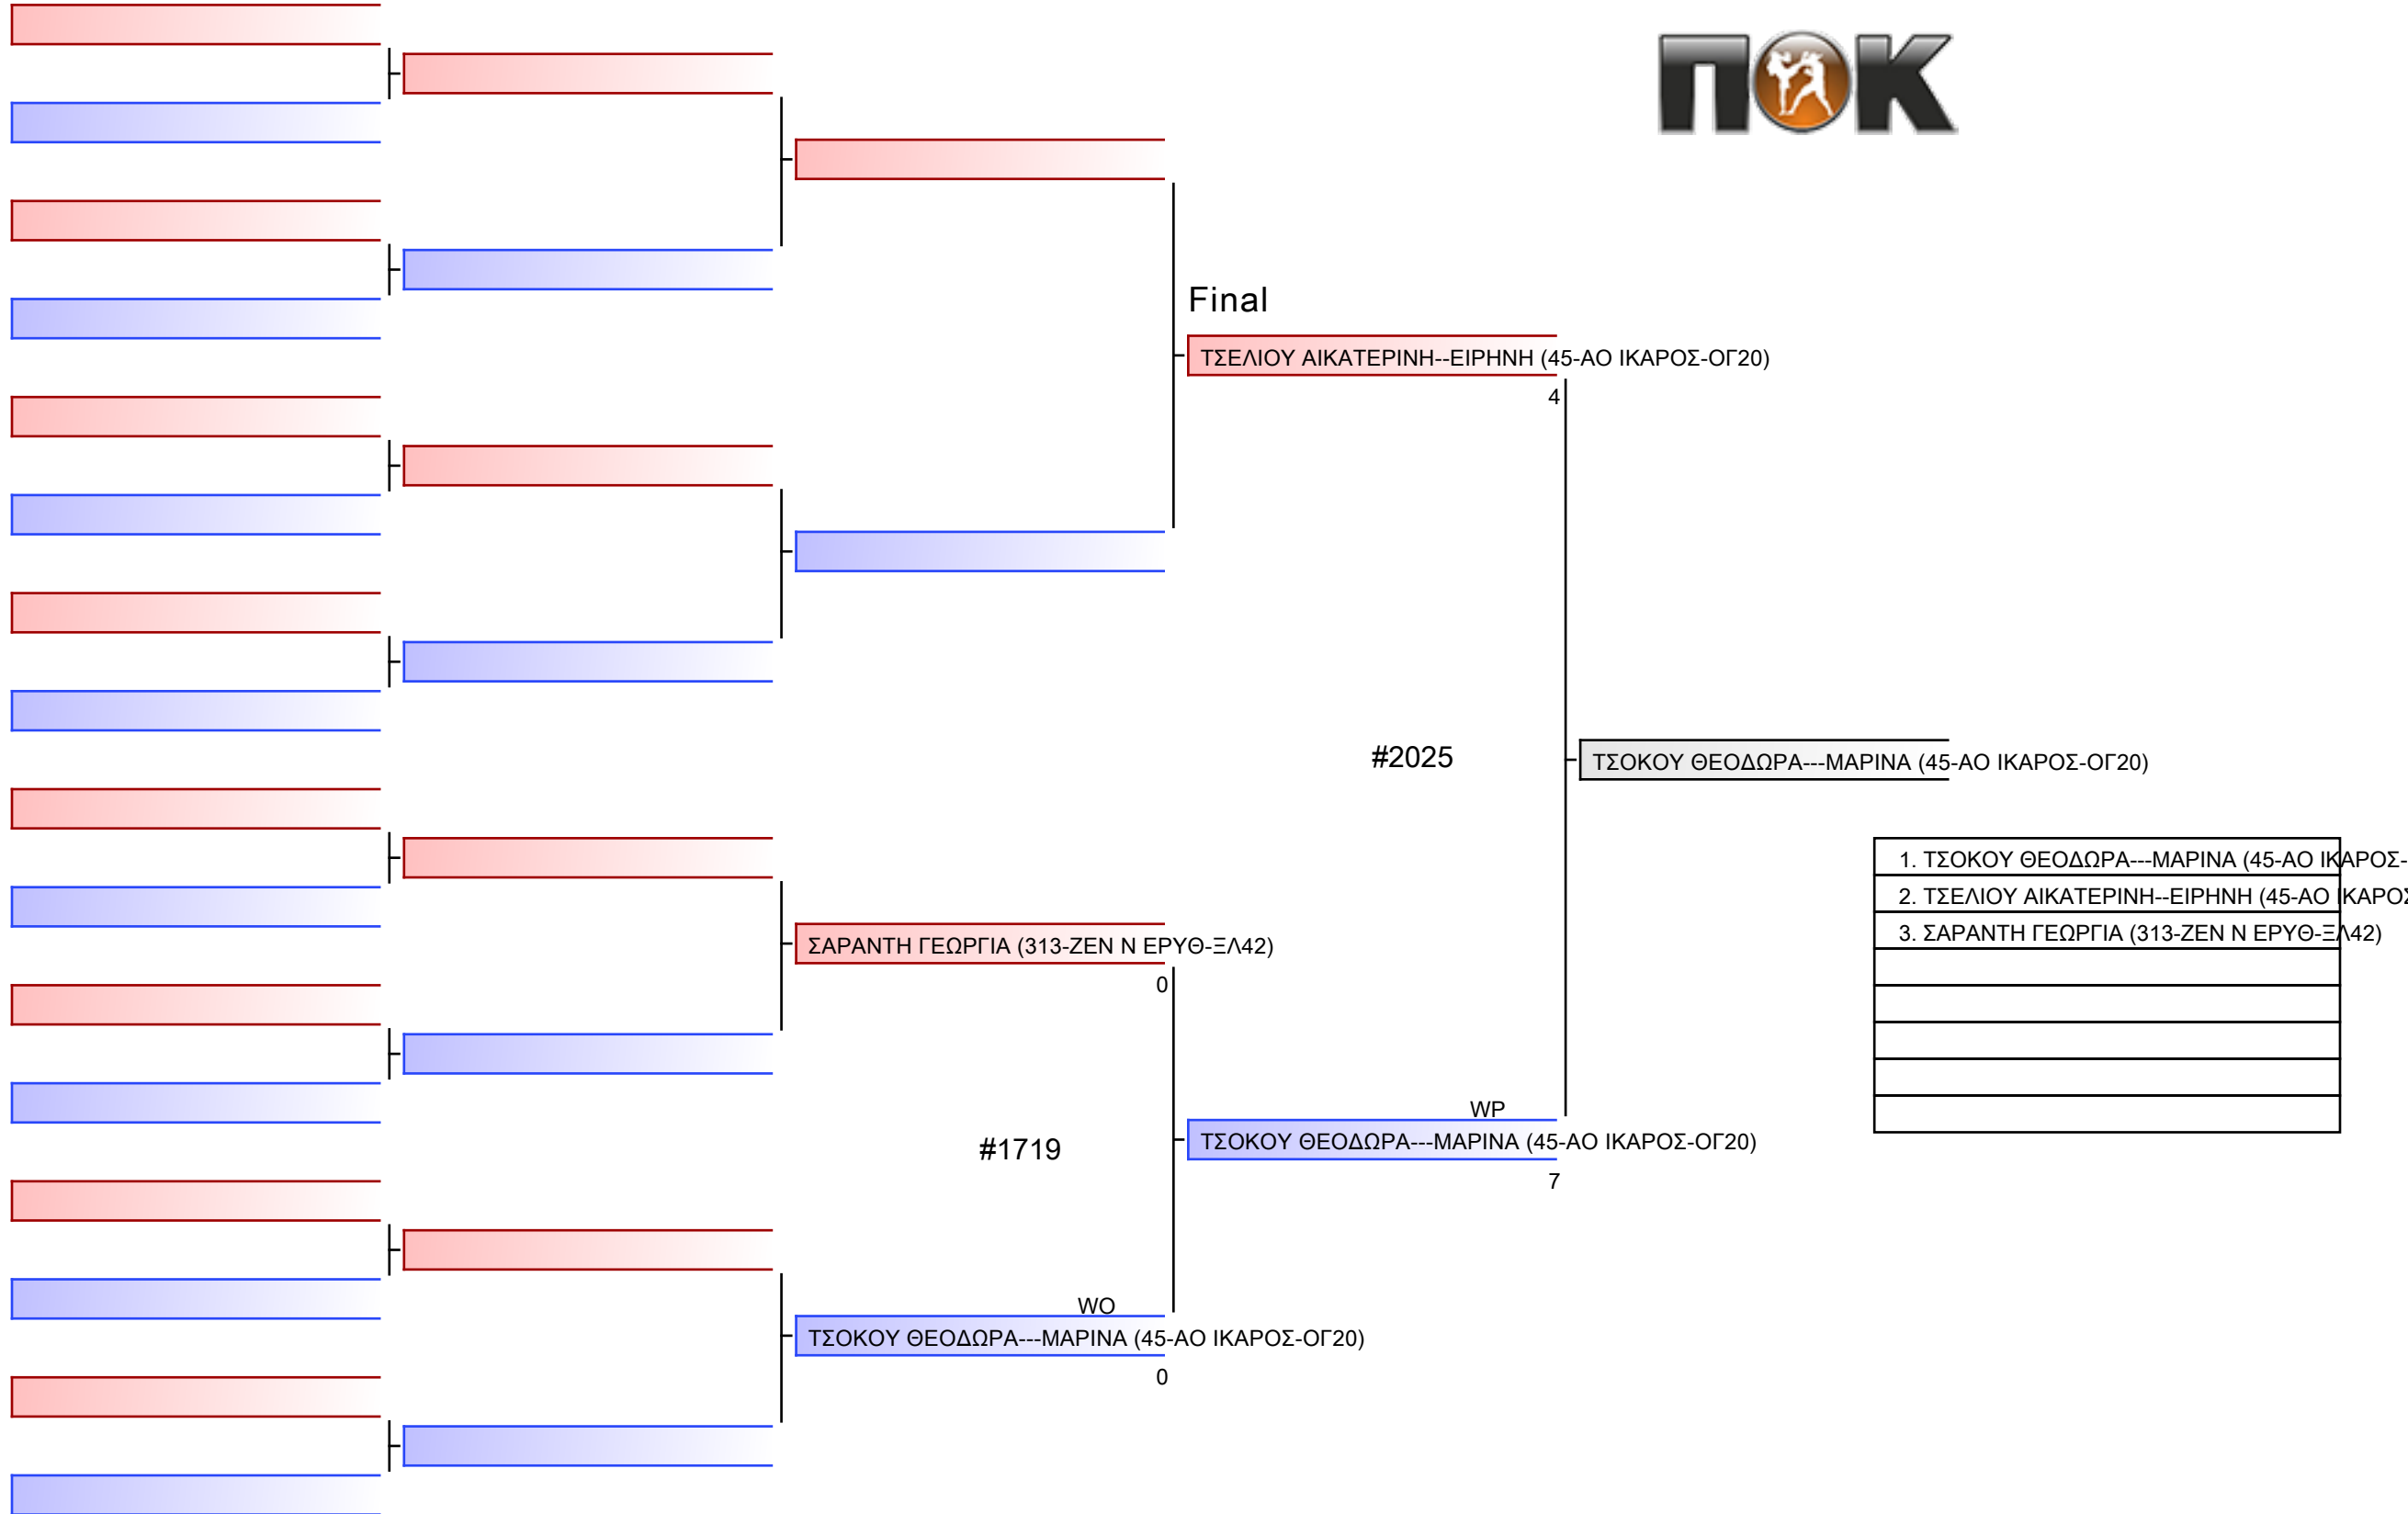 ΠΟΚ
Final
ΤΣΕΛΙΟΥ ΑΙΚΑΤΕΡΙΝΗ--ΕΙΡΗΝΗ (45-ΑΟ ΙΚΑΡΟΣ-ΟΓ20)
4
#2025
ΤΣΟΚΟΥ ΘΕΟΔΩΡΑ---ΜΑΡΙΝΑ (45-ΑΟ ΙΚΑΡΟΣ-ΟΓ20)
1. ΤΣΟΚΟΥ ΘΕΟΔΩΡΑ---ΜΑΡΙΝΑ (45-ΑΟ ΙΚΑΡΟΣ-
2. ΤΣΕΛΙΟΥ ΑΙΚΑΤΕΡΙΝΗ--ΕΙΡΗΝΗ (45-ΑΟ ΙΚΑΡΟΣ
3. ΣΑΡΑΝΤΗ ΓΕΩΡΓΙΑ (313-ΖΕΝ Ν ΕΡΥΘ-ΞΛ42)
ΣΑΡΑΝΤΗ ΓΕΩΡΓΙΑ (313-ΖΕΝ Ν ΕΡΥΘ-ΞΛ42)
0
#1719
WP
ΤΣΟΚΟΥ ΘΕΟΔΩΡΑ---ΜΑΡΙΝΑ (45-ΑΟ ΙΚΑΡΟΣ-ΟΓ20)
7
WO
ΤΣΟΚΟΥ ΘΕΟΔΩΡΑ---ΜΑΡΙΝΑ (45-ΑΟ ΙΚΑΡΟΣ-ΟΓ20)
0